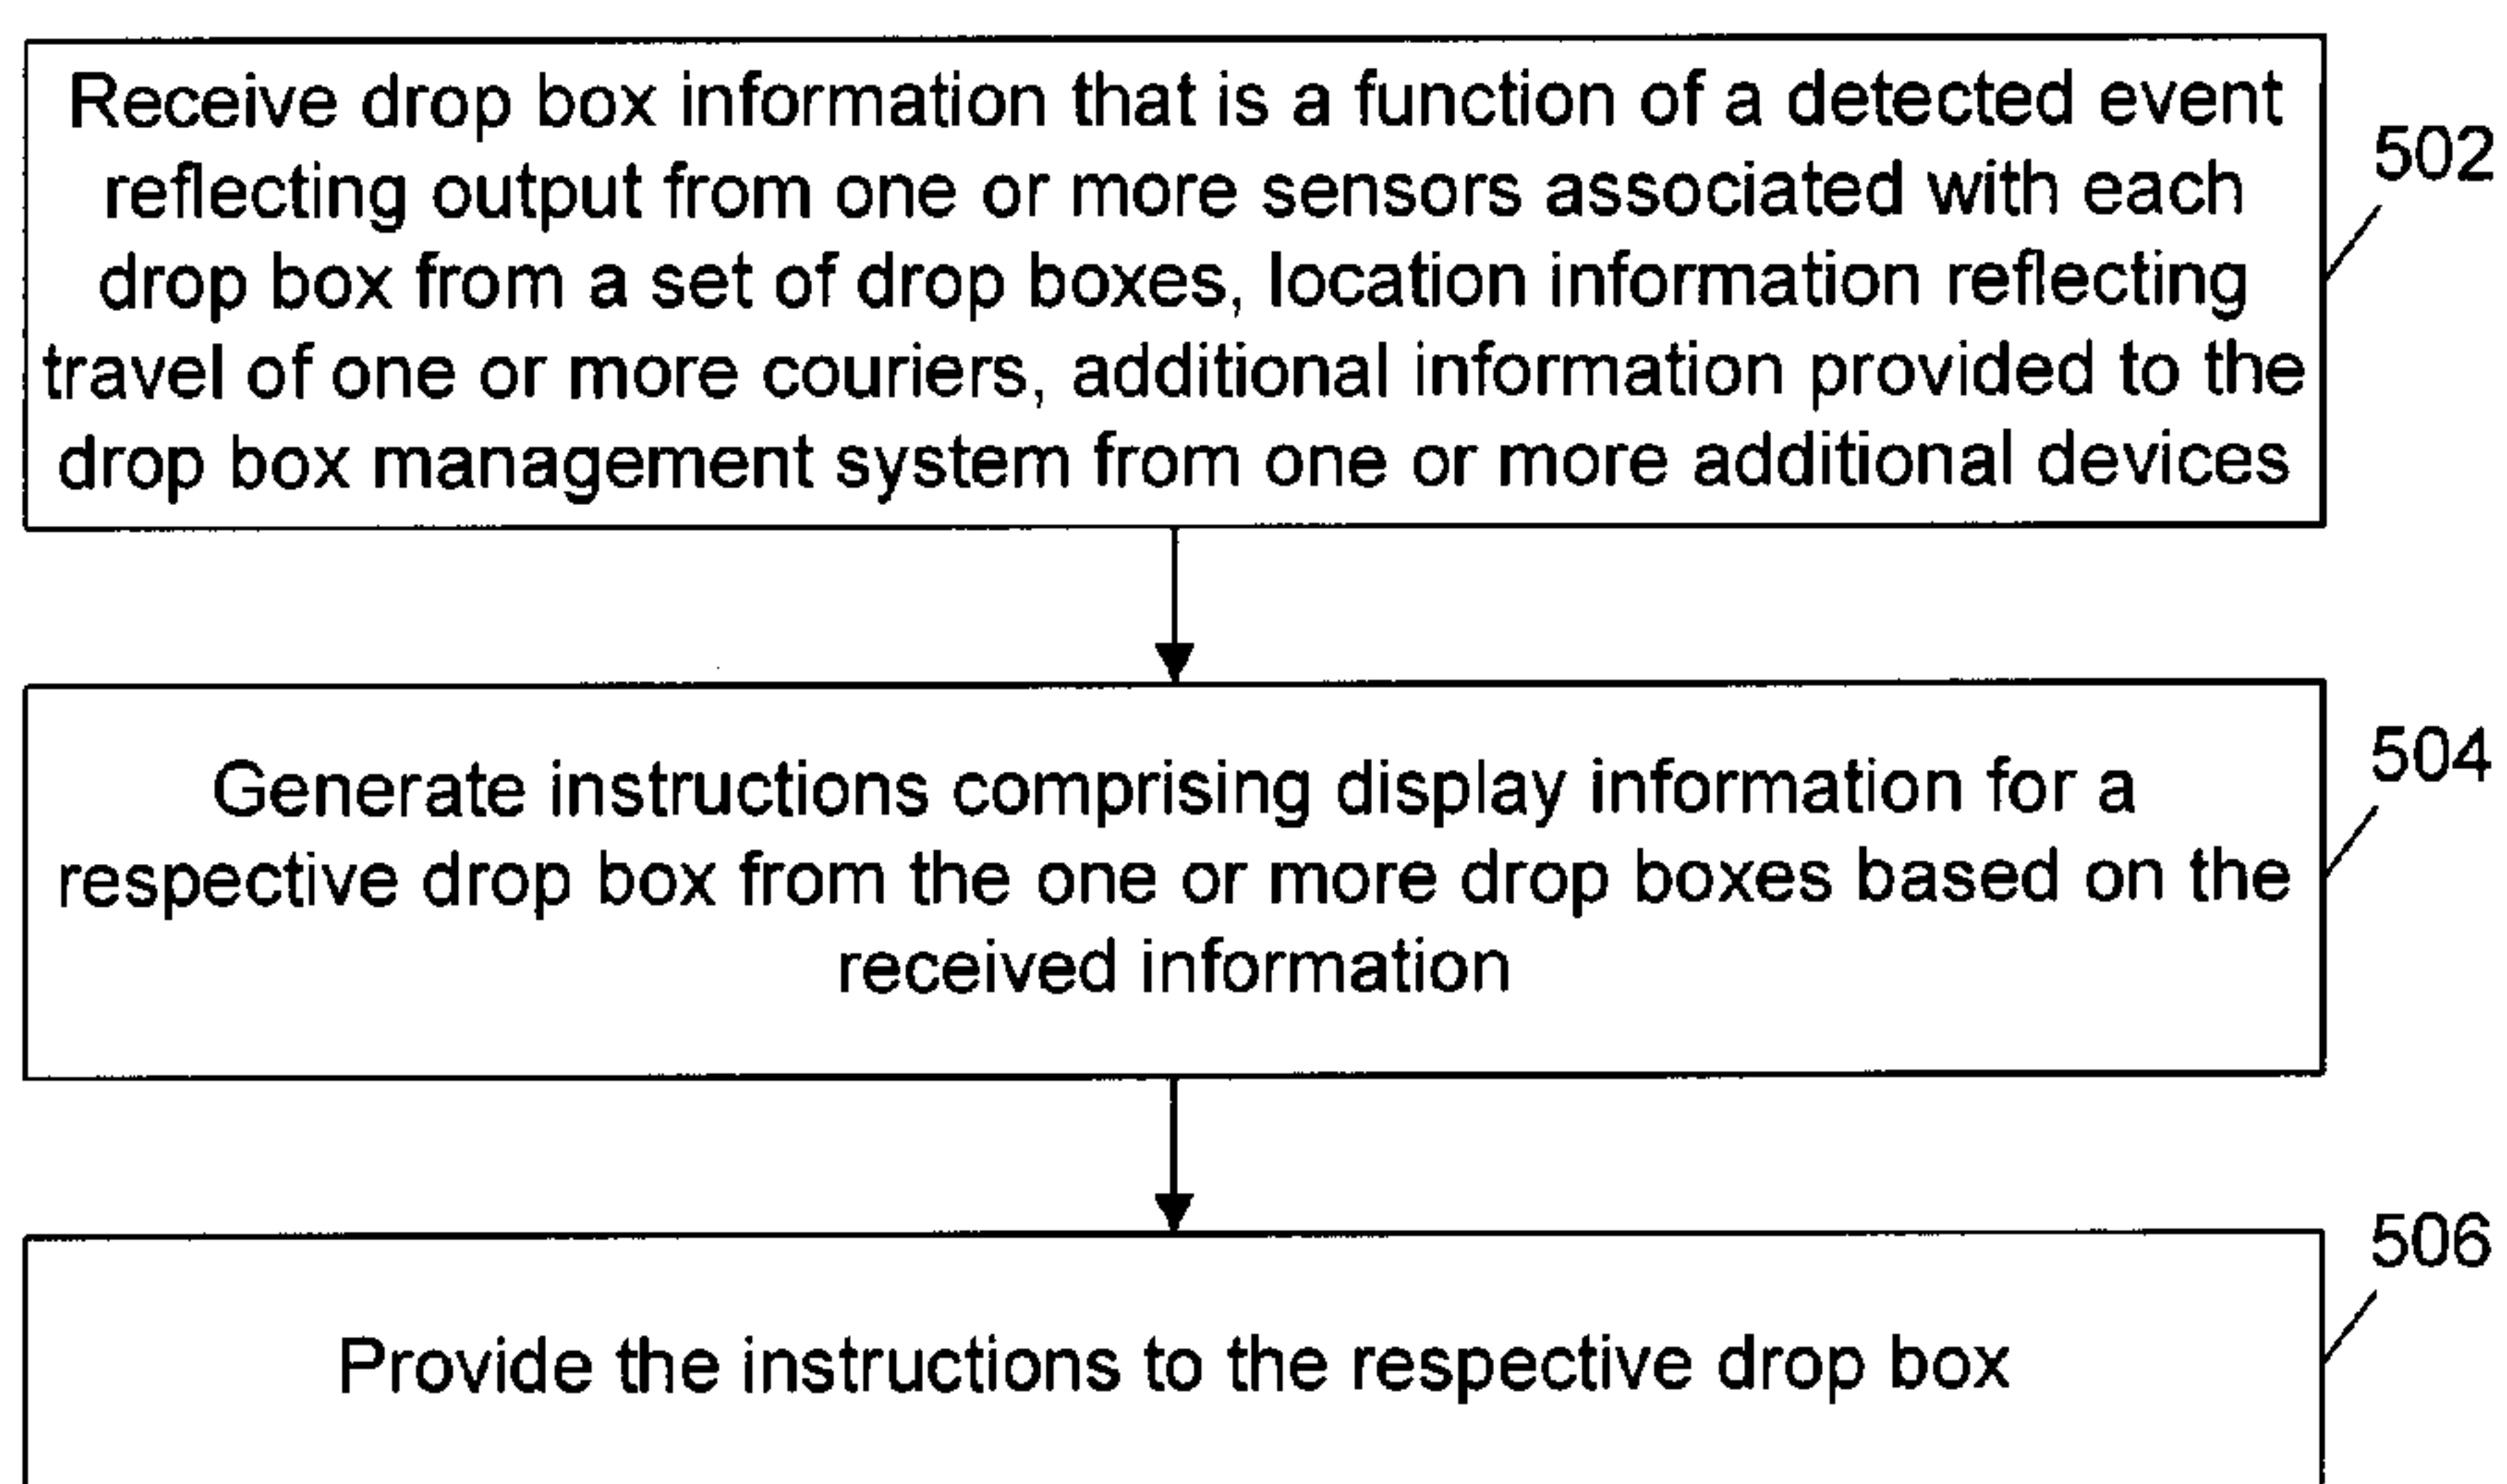 Receive drop box information that is a function of a detected event
reflecting output from one or more sensors associated with each
drop box from a set of drop boxes, location information reflecting
travel of one or more couriers, additional information provided to the
drop box management system from one or more additional devices
502
Generate instructions comprising display information for a
respective drop box from the one or more drop boxes based on the
received information
504
Provide the instructions to the respective drop box
506